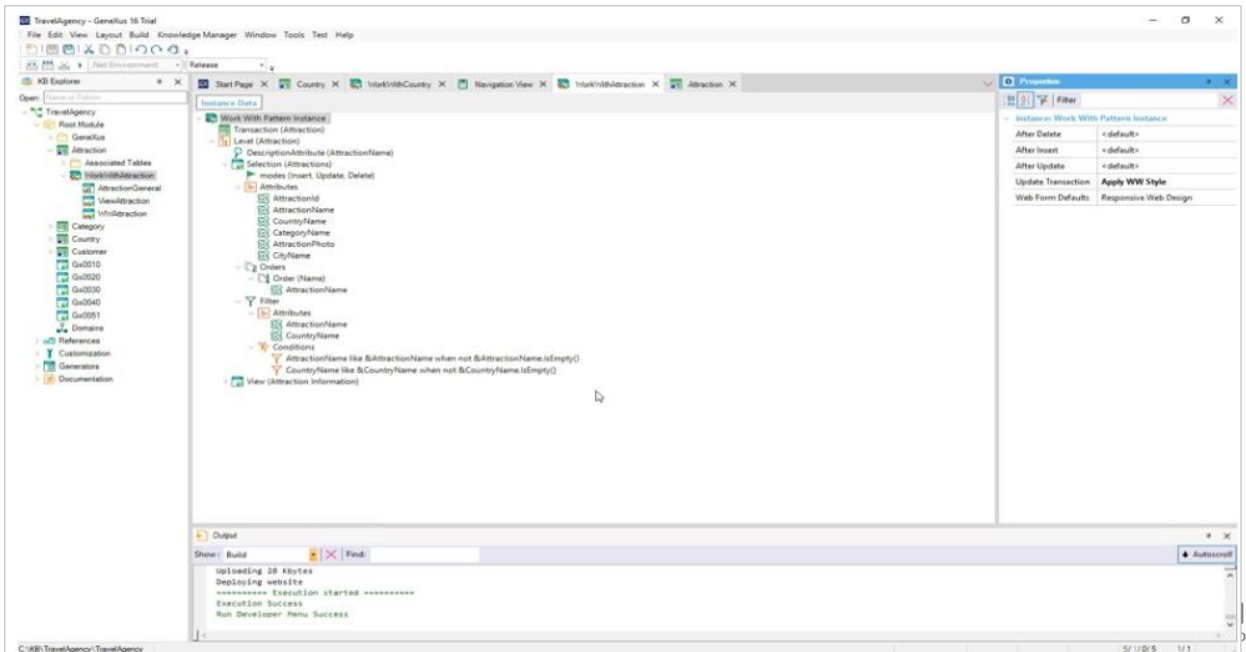 TravelAgency - GeneXus 16 Trial
File Edit View Layout Build Knowledge Manager Window Tools Test Help
.Net Environment Release
KB Explorer
Open: Name or Pattern
TravelAgency
Root Module
GeneXus
Attraction
Associated Tables
WorkWithAttraction
AttractionGeneral
ViewAttraction
WWAttraction
Category
Country
Customer
Gx0010
Gx0020
Gx0030
Gx0040
Gx0051
Domains
References
Customization
Generators
Documentation
Start Page Country WorkWithCountry Navigation View WorkWithAttraction Attraction
Instance Data
Work With Pattern Instance
Transaction (Attraction)
Level (Attraction)
DescriptionAttribute (AttractionName)
Selection (Attractions)
modes (Insert, Update, Delete)
Attributes
AttractionId
AttractionName
CountryName
CategoryName
AttractionPhoto
CityName
Orders
Order (Name)
AttractionName
Filter
Attributes
AttractionName
CountryName
Conditions
AttractionName like &AttractionName when not &AttractionName.IsEmpty()
CountryName like &CountryName when not &CountryName.IsEmpty()
View (Attraction Information)
Properties
Filter
Instance: Work With Pattern Instance
After Delete <default>
After Insert <default>
After Update <default>
Update Transaction Apply WW Style
Web Form Defaults Responsive Web Design
Output
Show: Build Find: Autoscroll
Uploading 28 Kbytes
Deploying website
========== Execution started ==========
Execution Success
Run Developer Menu Success
C:\KB\TravelAgency\TravelAgency 1/1